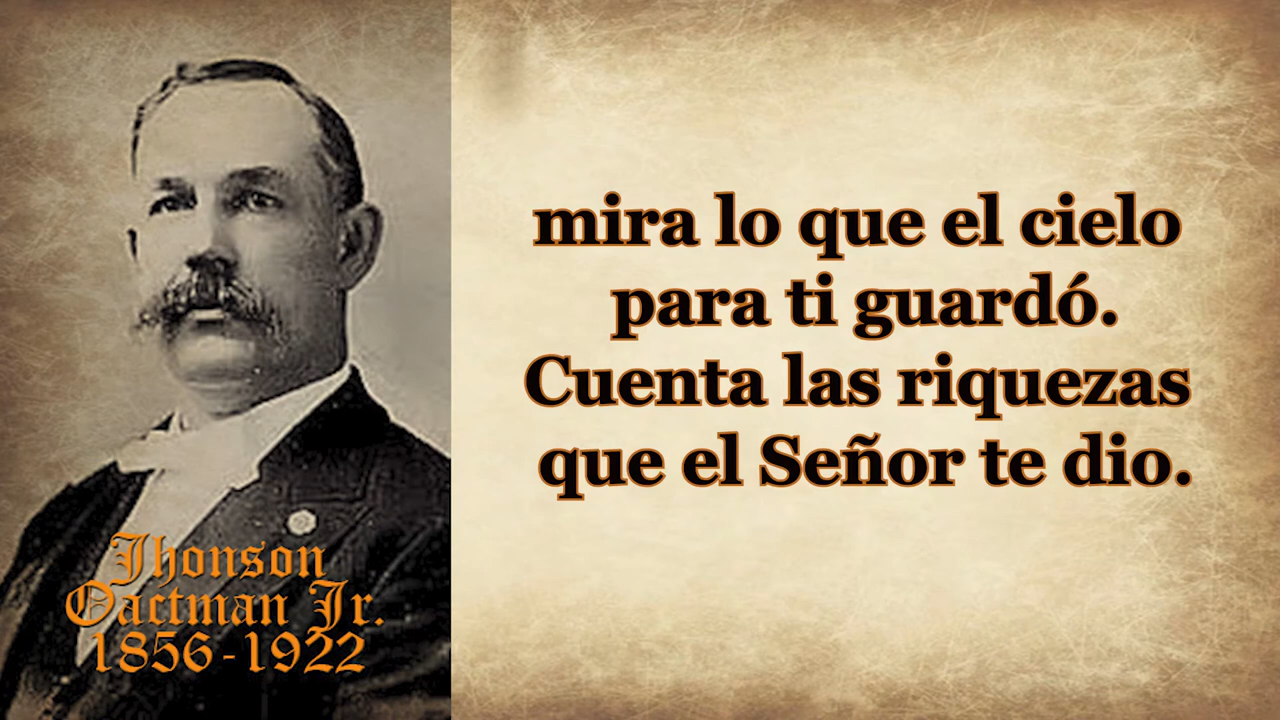 mira lo que el cielo
para ti guardó.
Cuenta las riquezas
que el Señor te dio.
Jhonson
Oactman Jr.
1856-1922